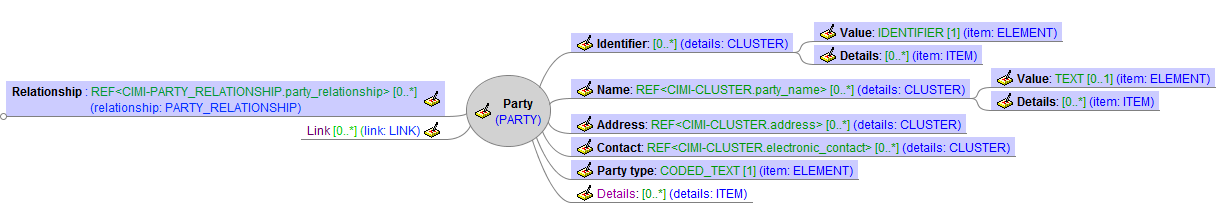 Relationship : REF<CIMI-PARTY_RELATIONSHIP.party_relationship> [0..*]
(relationship: PARTY_RELATIONSHIP)
Link [0..*] (link: LINK)
Party
(PARTY)
Identifier: [0..*] (details: CLUSTER)
Value: IDENTIFIER [1] (item: ELEMENT)
Details: [0..*] (item: ITEM)
Name: REF<CIMI-CLUSTER.party_name> [0..*] (details: CLUSTER)
Value: TEXT [0..1] (item: ELEMENT)
Details: [0..*] (item: ITEM)
Address: REF<CIMI-CLUSTER.address> [0..*] (details: CLUSTER)
Contact: REF<CIMI-CLUSTER.electronic_contact> [0..*] (details: CLUSTER)
Party type: CODED_TEXT [1] (item: ELEMENT)
Details: [0..*] (details: ITEM)